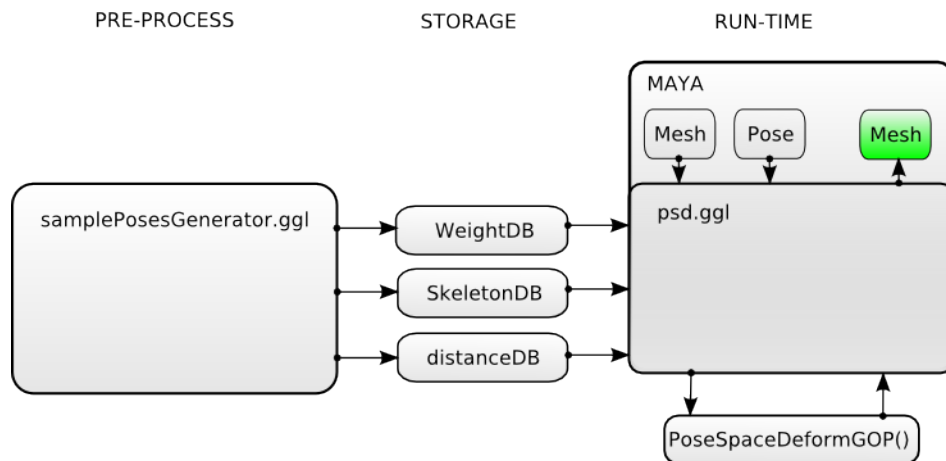 PRE-PROCESS
STORAGE
RUN-TIME
MAYA
Mesh
Pose
Mesh
samplePosesGenerator.ggl
WeightDB
SkeletonDB
distanceDB
psd.ggl
PoseSpaceDeformGOP()